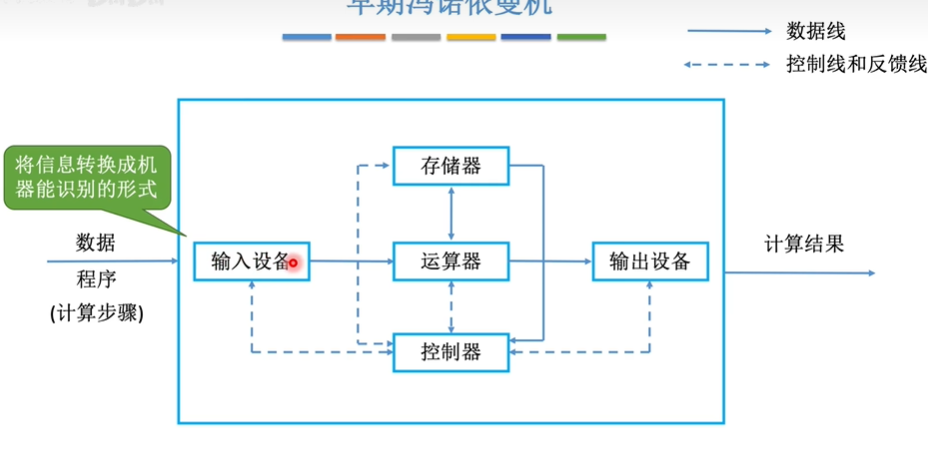 早期冯诺依曼机
数据线
控制线和反馈线
将信息转换成机
器能识别的形式
存储器
数据
程序
(计算步骤)
输入设备
运算器
输出设备
计算结果
控制器